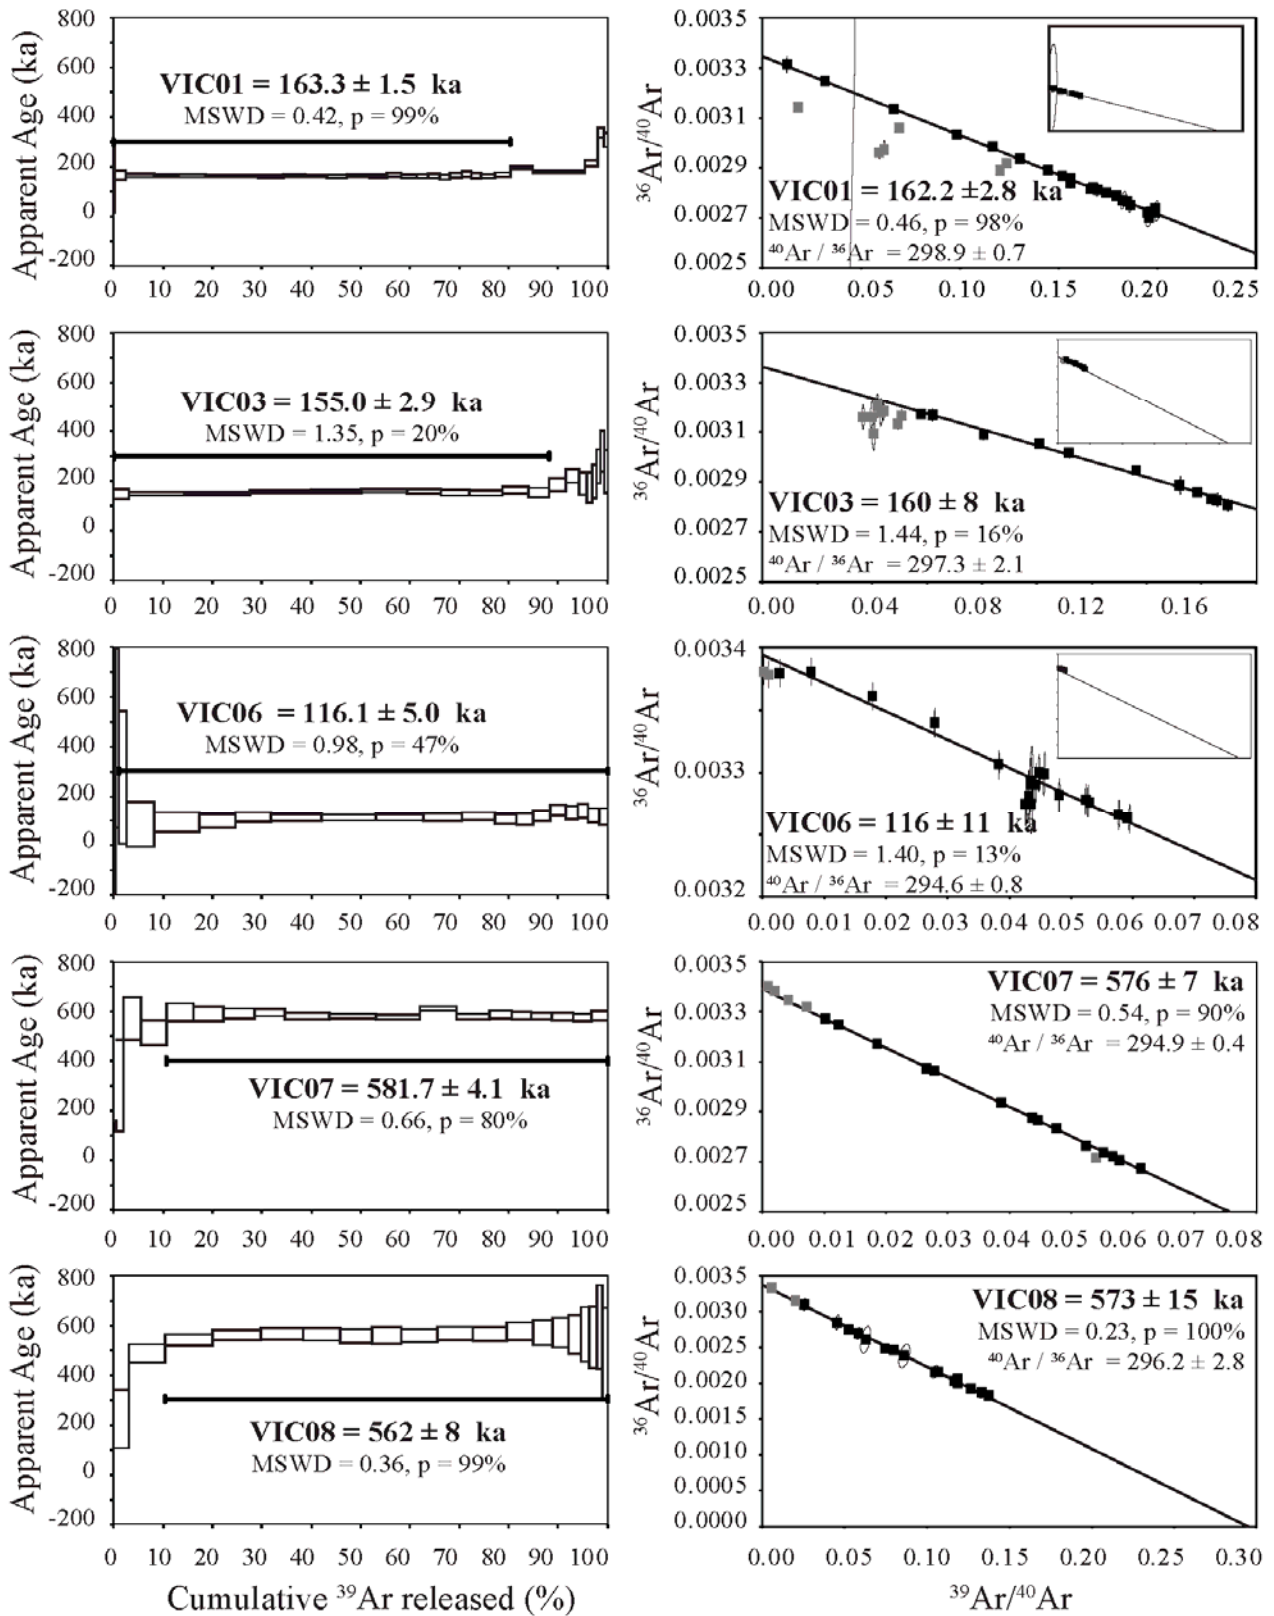 800
600
400
200
0
-200
Apparent Age (ka)
VIC01 = 163.3 ± 1.5 ka
MSWD = 0.42, p = 99%
0 10 20 30 40 50 60 70 80 90 100
0.0035
0.0033
0.0031
0.0029
0.0027
0.0025
³⁶Ar/⁴⁰Ar
VIC01 = 162.2 ±2.8 ka
MSWD = 0.46, p = 98%
⁴⁰Ar / ³⁶Ar = 298.9 ± 0.7
0.00 0.05 0.10 0.15 0.20 0.25
800
600
400
200
0
-200
Apparent Age (ka)
VIC03 = 155.0 ± 2.9 ka
MSWD = 1.35, p = 20%
0 10 20 30 40 50 60 70 80 90 100
0.0035
0.0033
0.0031
0.0029
0.0027
0.0025
³⁶Ar/⁴⁰Ar
VIC03 = 160 ± 8 ka
MSWD = 1.44, p = 16%
⁴⁰Ar / ³⁶Ar = 297.3 ± 2.1
0.00 0.04 0.08 0.12 0.16
800
600
400
200
0
-200
Apparent Age (ka)
VIC06 = 116.1 ± 5.0 ka
MSWD = 0.98, p = 47%
0 10 20 30 40 50 60 70 80 90 100
0.0034
0.0033
0.0032
³⁶Ar/⁴⁰Ar
VIC06 = 116 ± 11 ka
MSWD = 1.40, p = 13%
⁴⁰Ar / ³⁶Ar = 294.6 ± 0.8
0.00 0.01 0.02 0.03 0.04 0.05 0.06 0.07 0.08
800
600
400
200
0
-200
Apparent Age (ka)
VIC07 = 581.7 ± 4.1 ka
MSWD = 0.66, p = 80%
0 10 20 30 40 50 60 70 80 90 100
0.0035
0.0033
0.0031
0.0029
0.0027
0.0025
³⁶Ar/⁴⁰Ar
VIC07 = 576 ± 7 ka
MSWD = 0.54, p = 90%
⁴⁰Ar / ³⁶Ar = 294.9 ± 0.4
0.00 0.01 0.02 0.03 0.04 0.05 0.06 0.07 0.08
800
600
400
200
0
-200
Apparent Age (ka)
VIC08 = 562 ± 8 ka
MSWD = 0.36, p = 99%
0 10 20 30 40 50 60 70 80 90 100
Cumulative ³⁹Ar released (%)
0.0035
0.0030
0.0025
0.0020
0.0015
0.0010
0.0005
0.0000
³⁶Ar/⁴⁰Ar
VIC08 = 573 ± 15 ka
MSWD = 0.23, p = 100%
⁴⁰Ar / ³⁶Ar = 296.2 ± 2.8
0.00 0.05 0.10 0.15 0.20 0.25 0.30
³⁹Ar/⁴⁰Ar